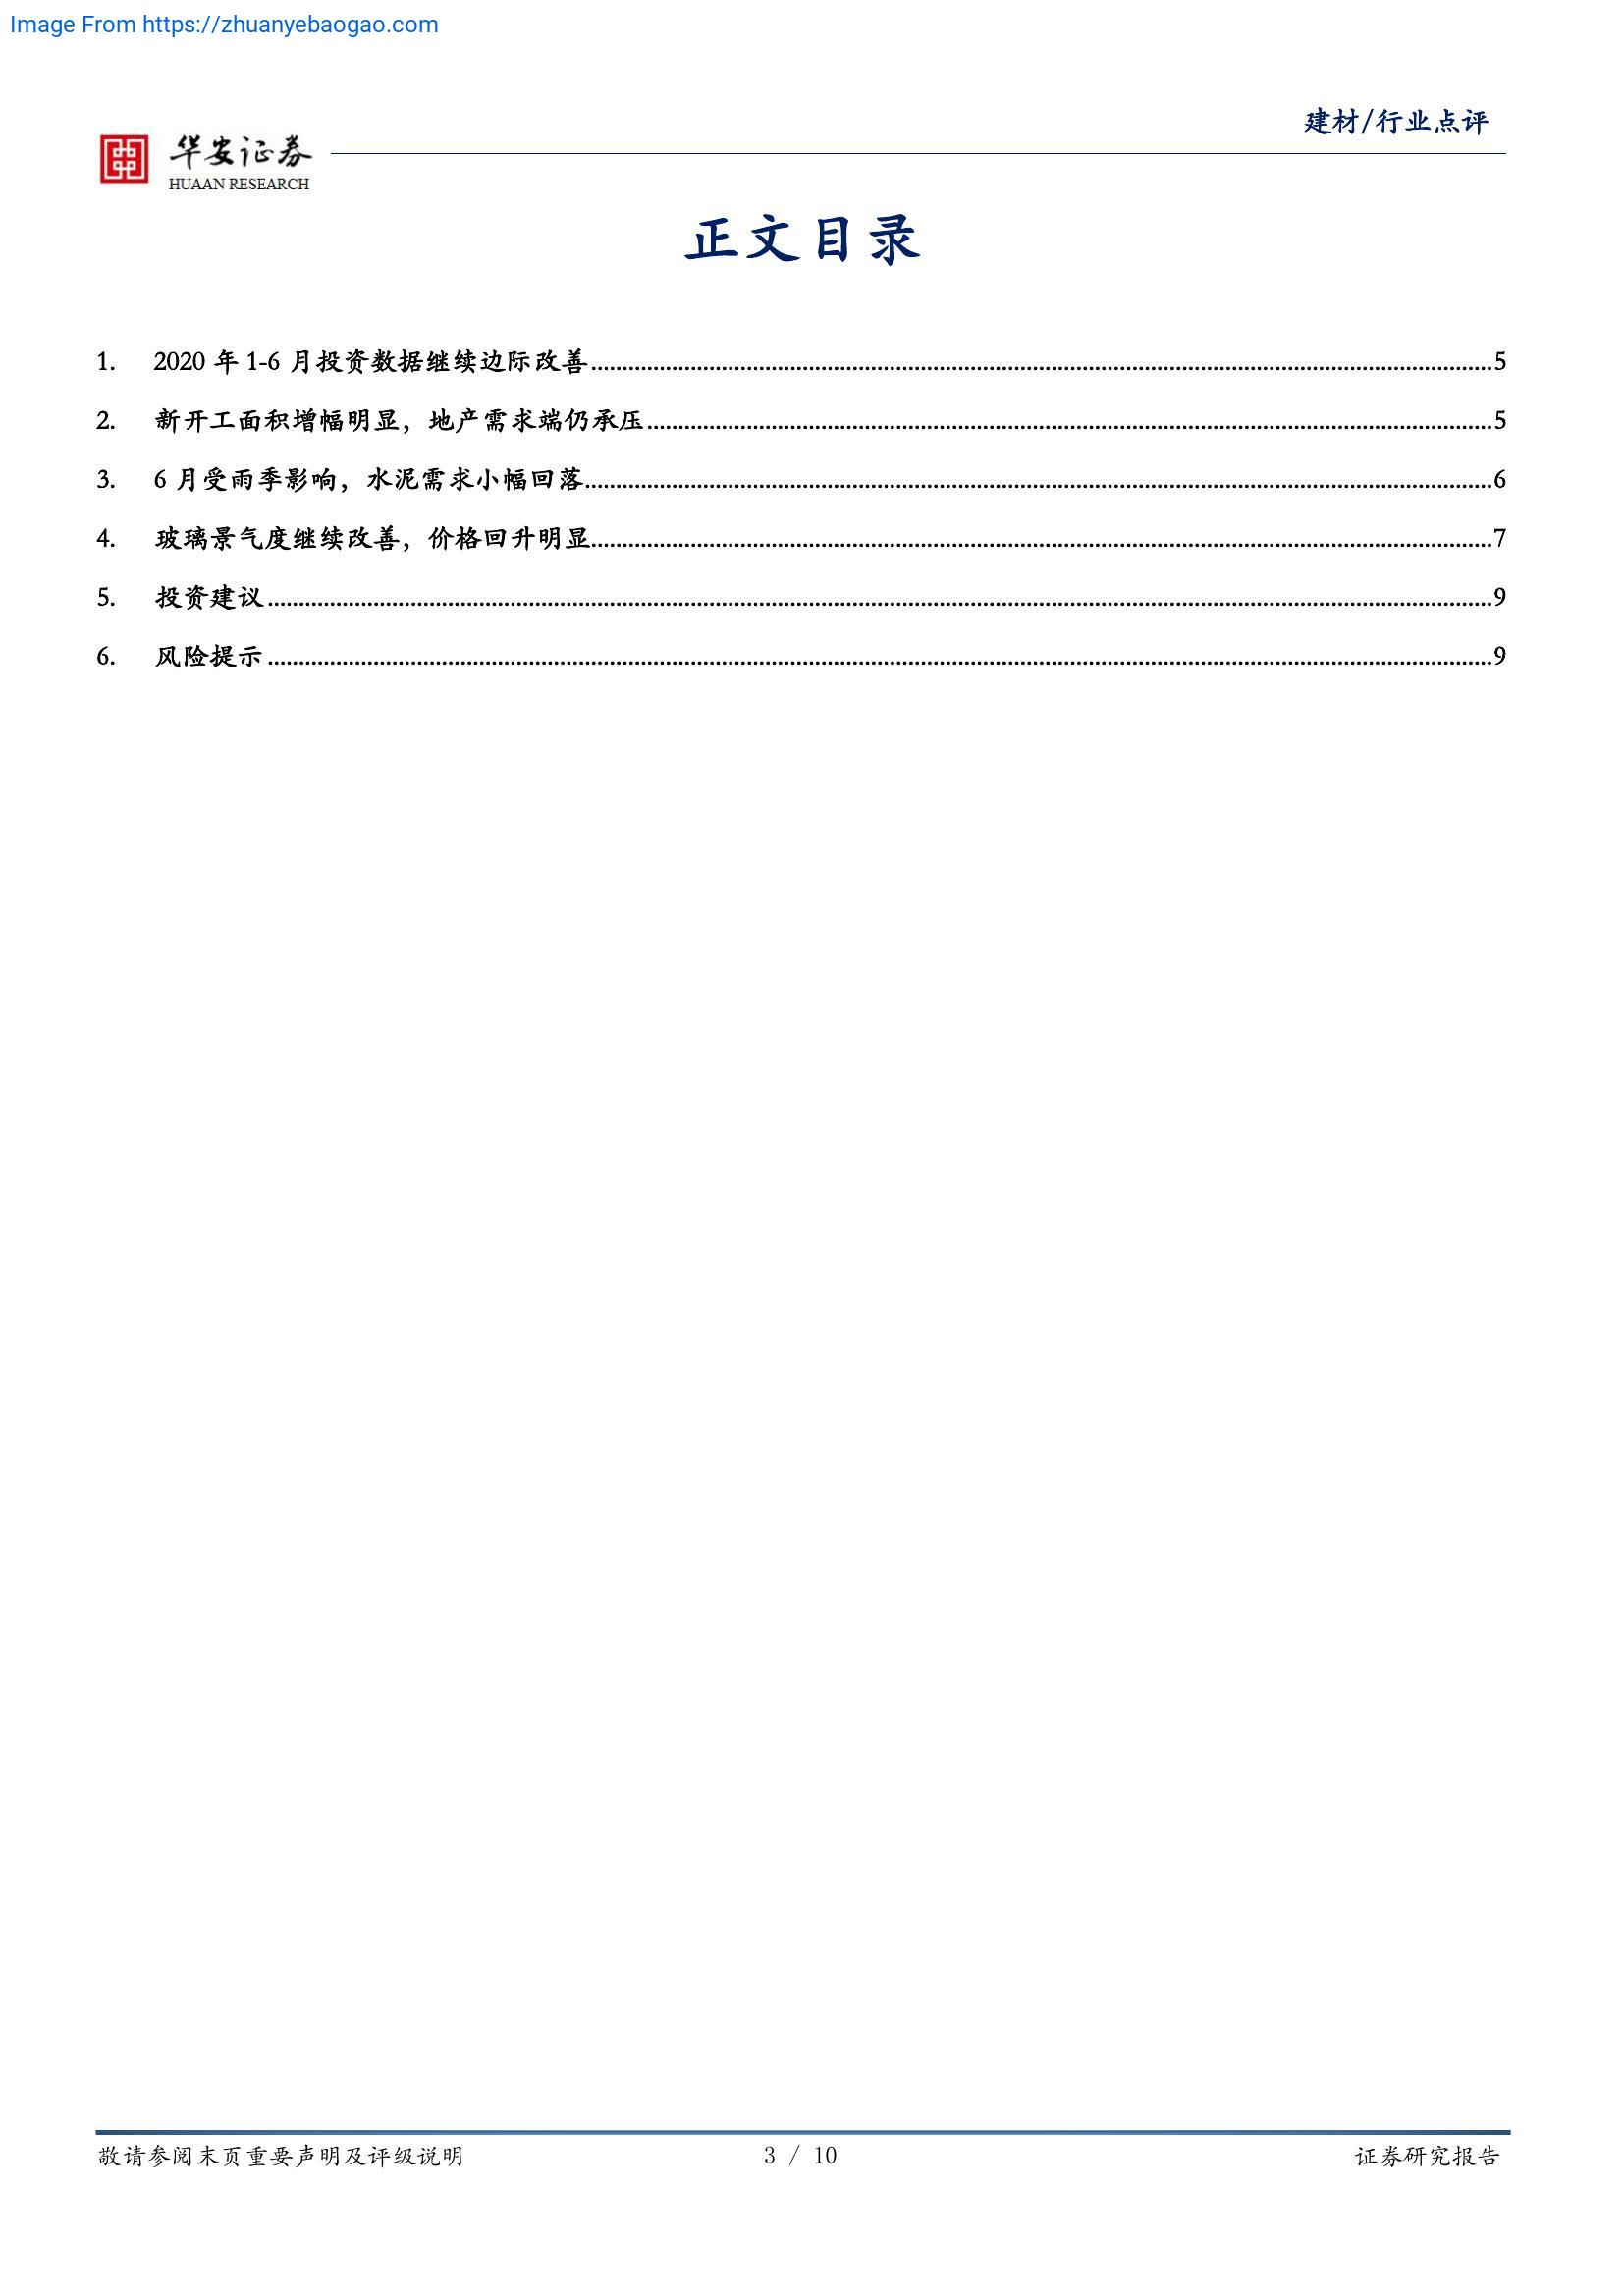 Image From https://zhuanyebaogao.com
建材/行业点评
华安证券
HUAAN RESEARCH
正文目录
1. 2020 年 1-6 月投资数据继续边际改善 5
2. 新开工面积增幅明显，地产需求端仍承压 5
3. 6 月受雨季影响，水泥需求小幅回落 6
4. 玻璃景气度继续改善，价格回升明显 7
5. 投资建议 9
6. 风险提示 9
敬请参阅末页重要声明及评级说明 3 / 10 证券研究报告